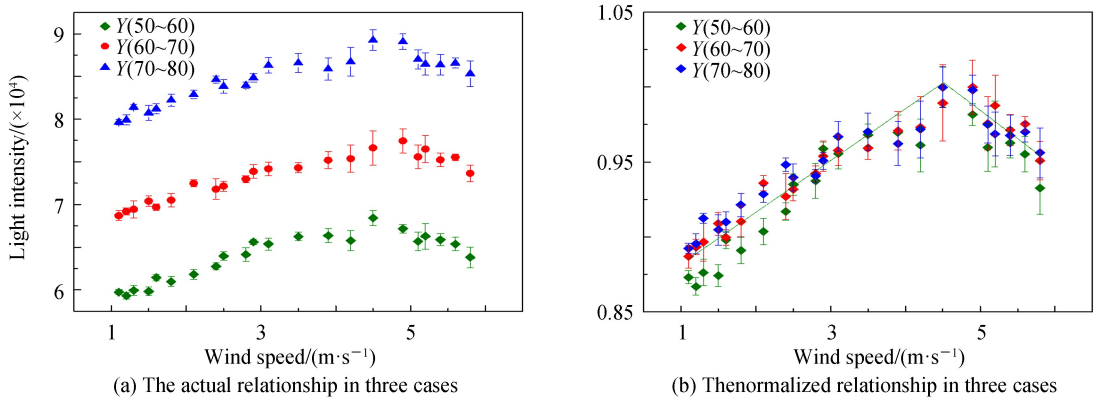 9
8
7
6
Light intensity/(×10⁴)
Y(50~60)
Y(60~70)
Y(70~80)
1 3 5
Wind speed/(m·s⁻¹)
(a) The actual relationship in three cases
1.05
0.95
0.85
Y(50~60)
Y(60~70)
Y(70~80)
1 3 5
Wind speed/(m·s⁻¹)
(b) Thenormalized relationship in three cases